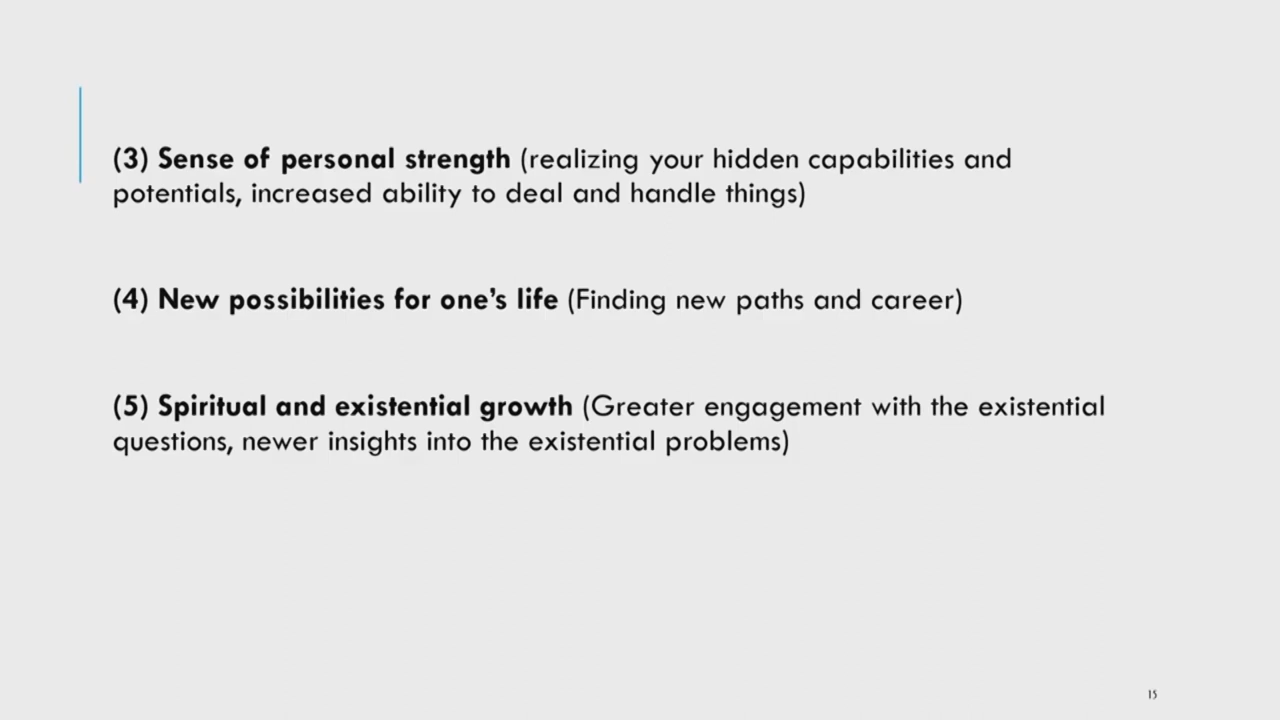 (3) Sense of personal strength (realizing your hidden capabilities and
potentials, increased ability to deal and handle things)
(4) New possibilities for one’s life (Finding new paths and career)
(5) Spiritual and existential growth (Greater engagement with the existential
questions, newer insights into the existential problems)
15